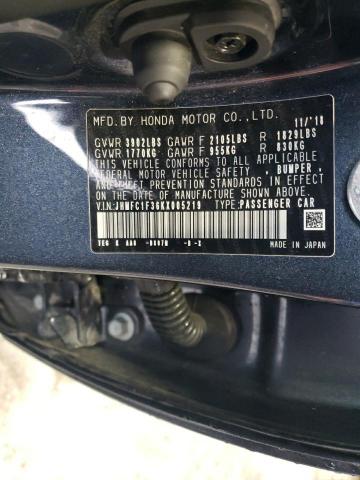 MFD.BY HONDA MOTOR CO.,LTD. 11/'18
GVWR 3902LBS GAWR F 2105LBS R 1829LBS
GVWR 1770KG GAWR F 955KG R 830KG
THIS VEHICLE CONFORMS TO ALL APPLICABLE
FEDERAL MOTOR VEHICLE SAFETY , BUMPER ,
AND THEFT PREVENTION STANDARDS IN EFFECT ON
THE DATE OF MANUFACTURE SHOWN ABOVE.
V.I.N:JHMFC1F36KX005219 TYPE:PASSENGER CAR
MADE IN JAPAN